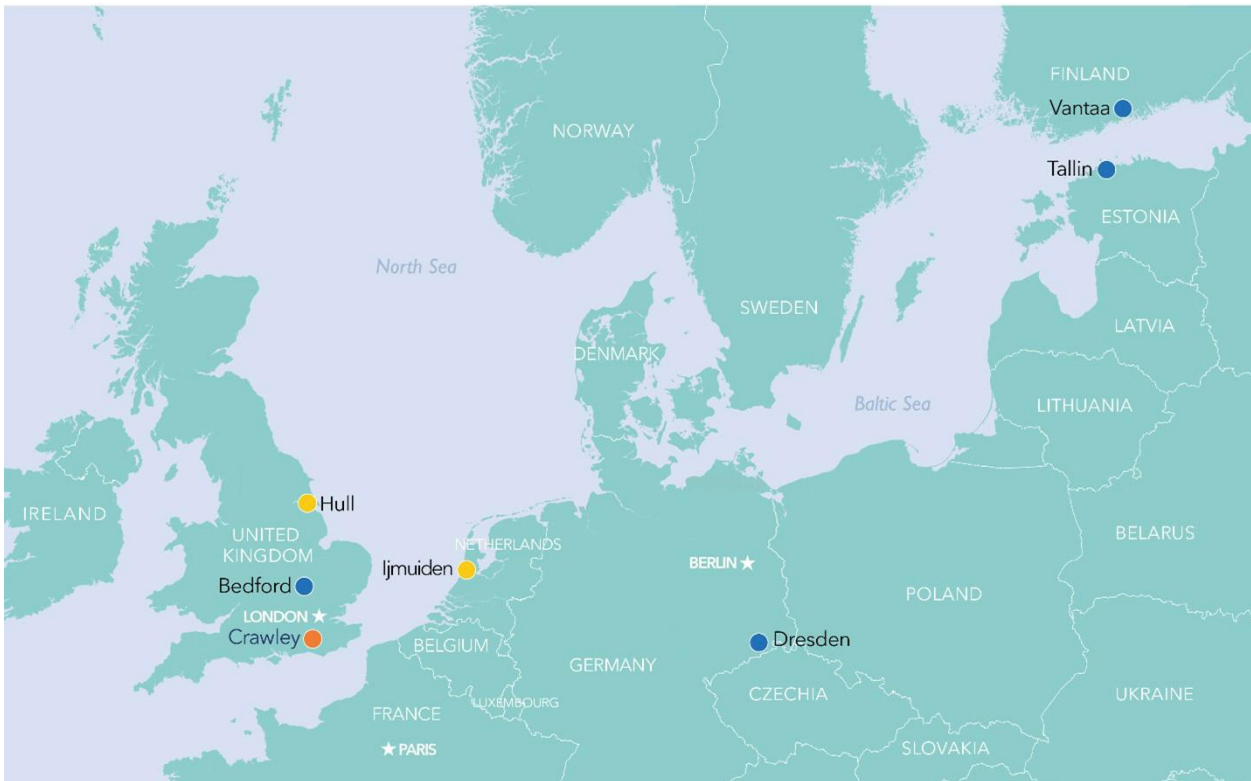 FINLAND
Vantaa
NORWAY
Tallin
ESTONIA
North Sea
SWEDEN
LATVIA
DENMARK
Baltic Sea
LITHUANIA
Hull
IRELAND
UNITED
KINGDOM
NETHERLANDS
BELARUS
Ijmuiden
BERLIN
Bedford
POLAND
LONDON
Crawley
BELGIUM
Dresden
GERMANY
CZECHIA
UKRAINE
LUXEMBOURG
FRANCE
PARIS
SLOVAKIA